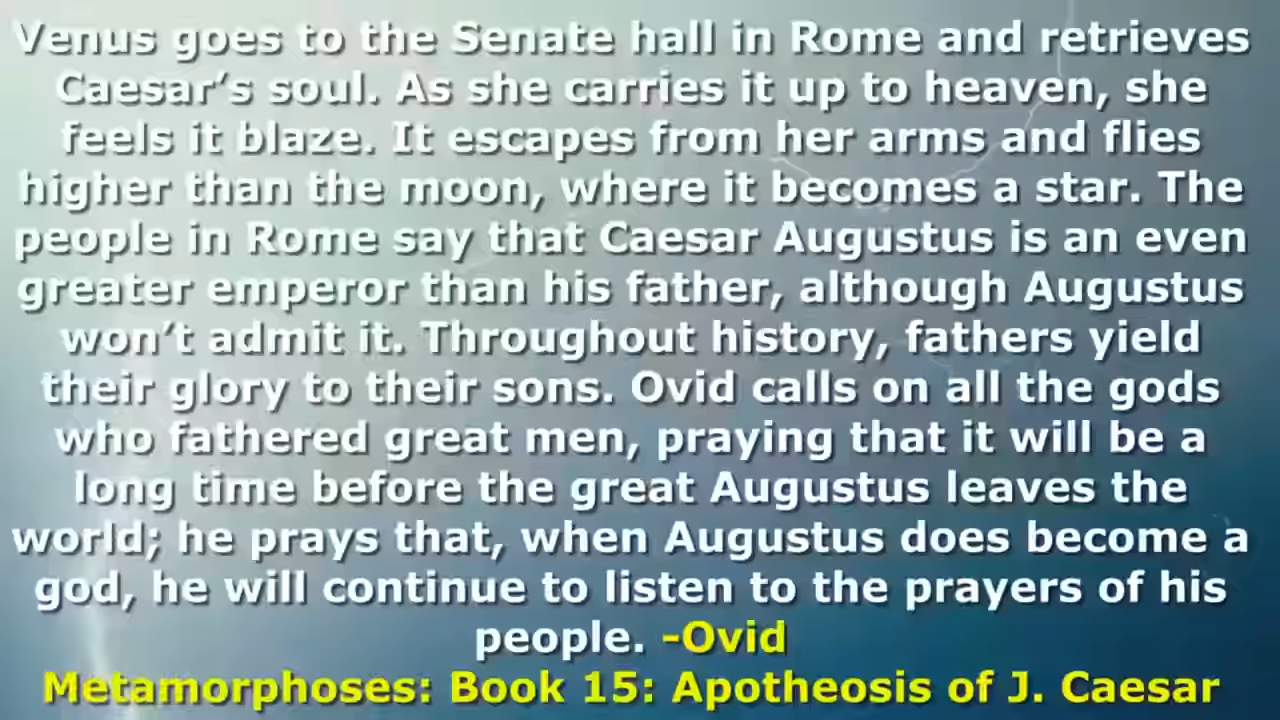 Venus goes to the Senate hall in Rome and retrieves
Caesar’s soul. As she carries it up to heaven, she
feels it blaze. It escapes from her arms and flies
higher than the moon, where it becomes a star. The
people in Rome say that Caesar Augustus is an even
greater emperor than his father, although Augustus
won’t admit it. Throughout history, fathers yield
their glory to their sons. Ovid calls on all the gods
who fathered great men, praying that it will be a
long time before the great Augustus leaves the
world; he prays that, when Augustus does become a
god, he will continue to listen to the prayers of his
people. -Ovid
Metamorphoses: Book 15: Apotheosis of J. Caesar